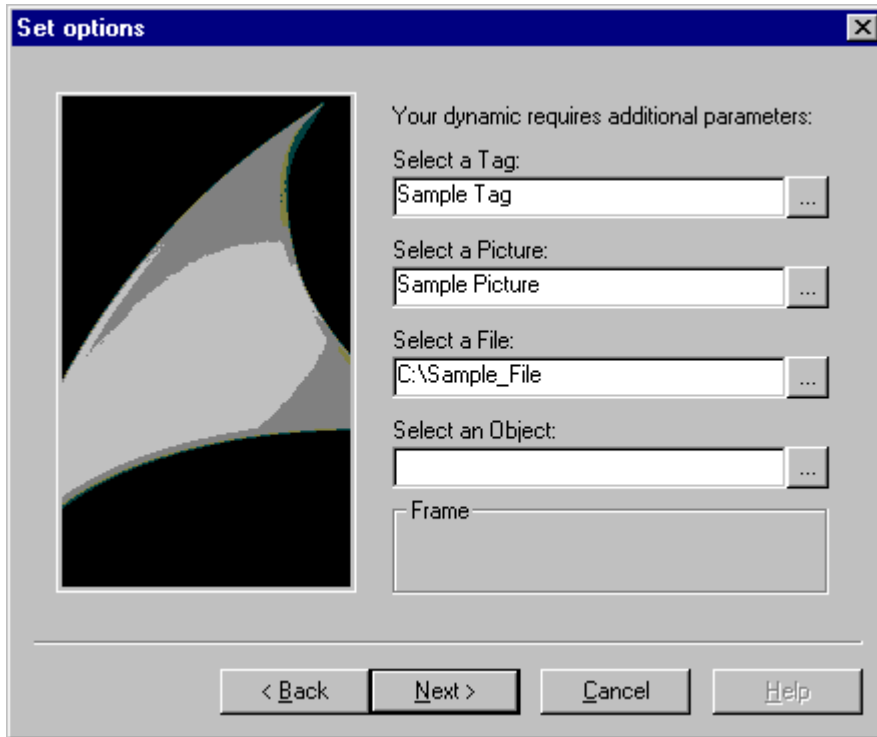 Set options
Your dynamic requires additional parameters:
Select a Tag:
Sample Tag
...
Select a Picture:
Sample Picture
...
Select a File:
C:\Sample_File
...
Select an Object:
...
Frame
< Back
Next >
Cancel
Help